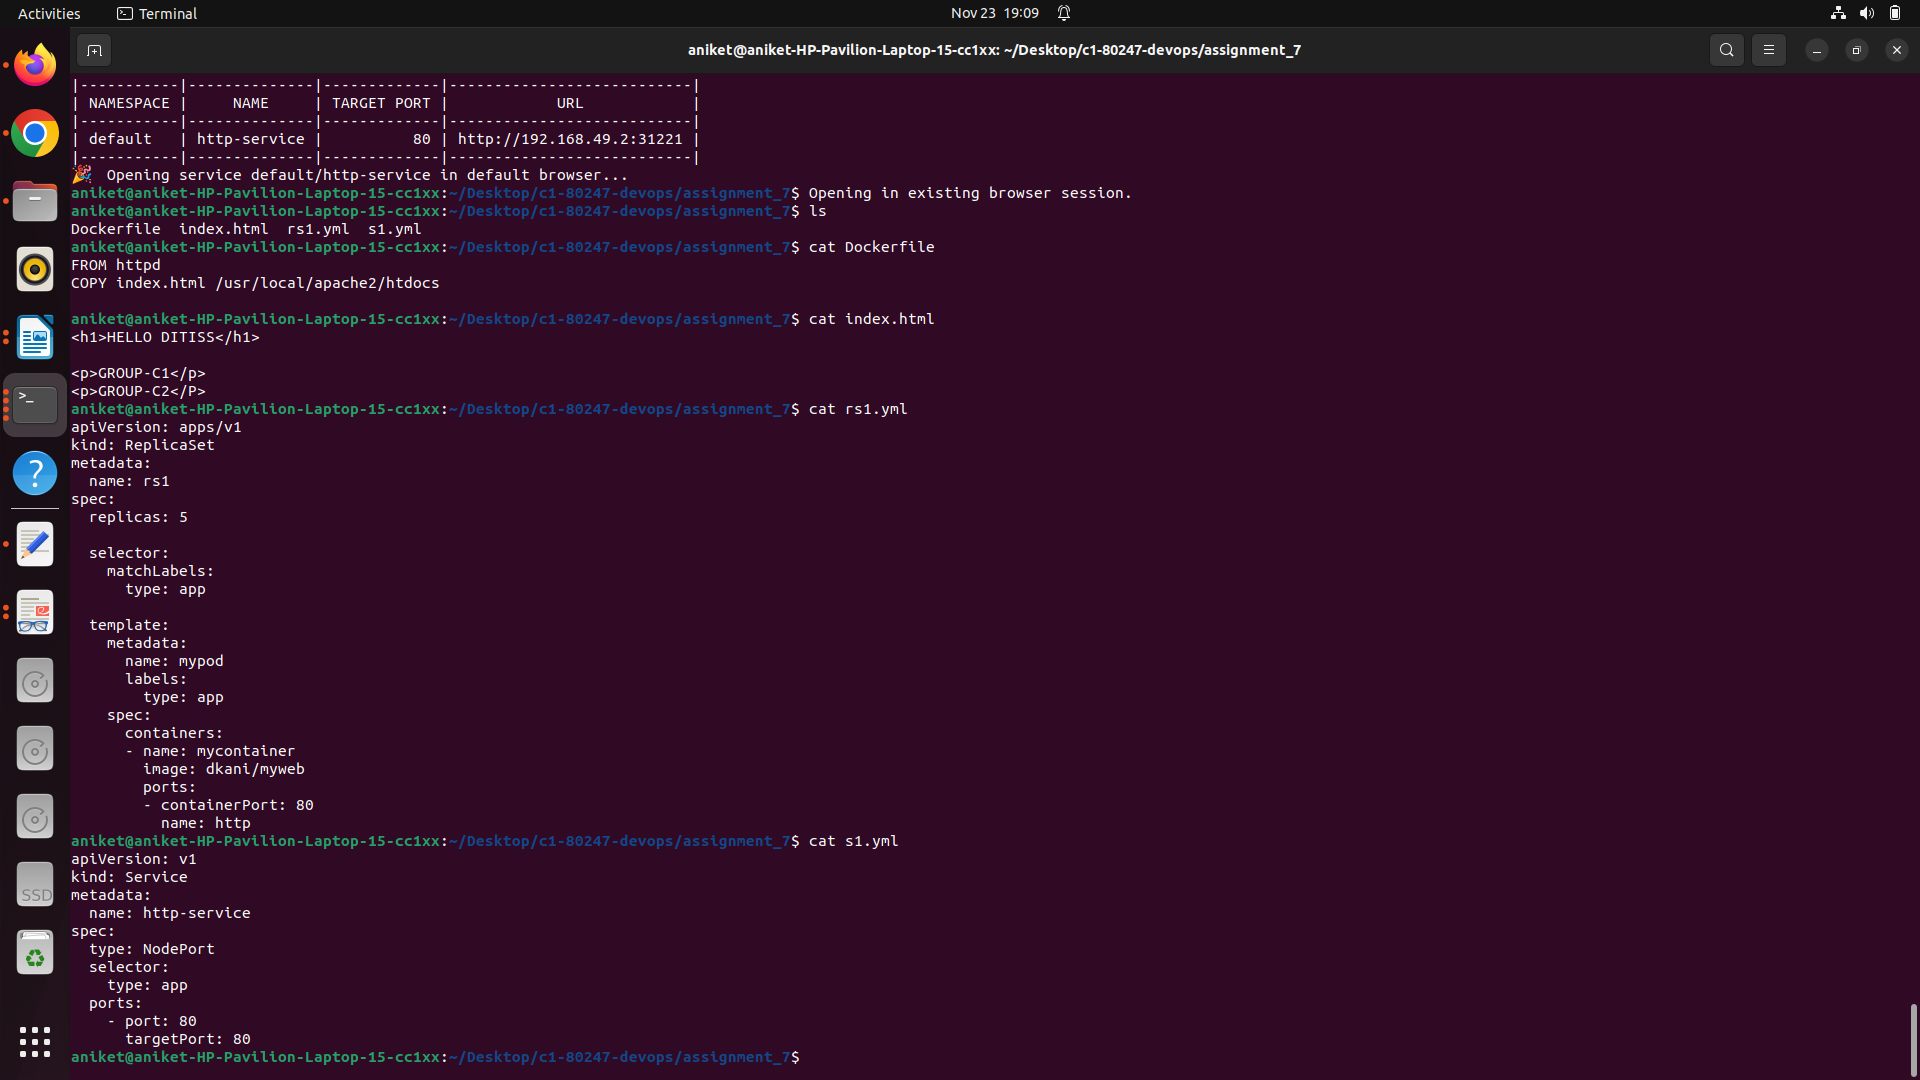 Activities
Terminal
Nov 23  19:09
aniket@aniket-HP-Pavilion-Laptop-15-cc1xx: ~/Desktop/c1-80247-devops/assignment_7
|-----------|--------------|-------------|---------------------------|
| NAMESPACE |     NAME     | TARGET PORT |            URL            |
|-----------|--------------|-------------|---------------------------|
| default   | http-service |          80 | http://192.168.49.2:31221 |
|-----------|--------------|-------------|---------------------------|
🎉  Opening service default/http-service in default browser...
aniket@aniket-HP-Pavilion-Laptop-15-cc1xx:~/Desktop/c1-80247-devops/assignment_7$ Opening in existing browser session.
aniket@aniket-HP-Pavilion-Laptop-15-cc1xx:~/Desktop/c1-80247-devops/assignment_7$ ls
Dockerfile  index.html  rs1.yml  s1.yml
aniket@aniket-HP-Pavilion-Laptop-15-cc1xx:~/Desktop/c1-80247-devops/assignment_7$ cat Dockerfile
FROM httpd
COPY index.html /usr/local/apache2/htdocs

aniket@aniket-HP-Pavilion-Laptop-15-cc1xx:~/Desktop/c1-80247-devops/assignment_7$ cat index.html
<h1>HELLO DITISS</h1>

<p>GROUP-C1</p>
<p>GROUP-C2</P>
aniket@aniket-HP-Pavilion-Laptop-15-cc1xx:~/Desktop/c1-80247-devops/assignment_7$ cat rs1.yml
apiVersion: apps/v1
kind: ReplicaSet
metadata:
  name: rs1
spec:
  replicas: 5

  selector:
    matchLabels:
      type: app

  template:
    metadata:
      name: mypod
      labels:
        type: app
    spec:
      containers:
      - name: mycontainer
        image: dkani/myweb
        ports:
        - containerPort: 80
          name: http
aniket@aniket-HP-Pavilion-Laptop-15-cc1xx:~/Desktop/c1-80247-devops/assignment_7$ cat s1.yml
apiVersion: v1
kind: Service
metadata:
  name: http-service
spec:
  type: NodePort
  selector:
    type: app
  ports:
    - port: 80
      targetPort: 80
aniket@aniket-HP-Pavilion-Laptop-15-cc1xx:~/Desktop/c1-80247-devops/assignment_7$
SSD